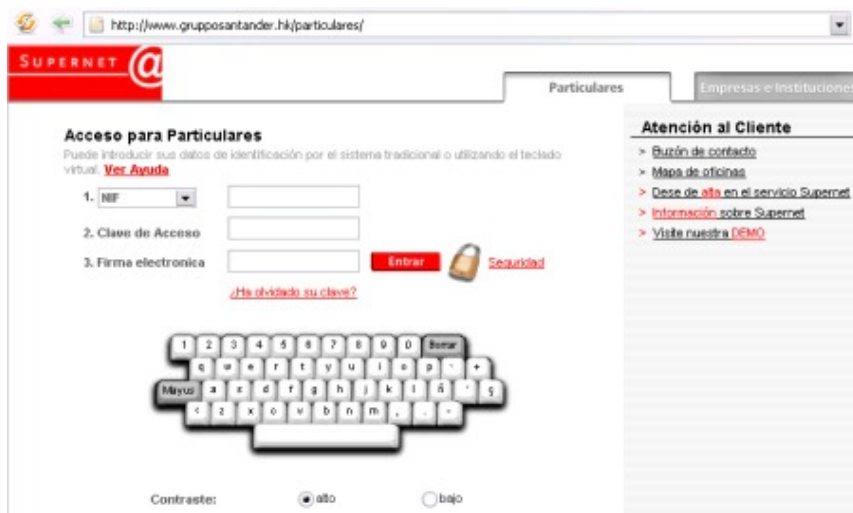 http://www.grupposantander.hk/particulares/
SUPERNET @
Particulares
Empresas e Institucione
Acceso para Particulares
Puede introducir sus datos de identificación por el sistema tradicional o utilizando el teclado
virtual. Ver Ayuda
1. NIF
2. Clave de Acceso
3. Firma electronica
Entrar
Seguridad
¿Ha olvidado su clave?
Atención al Cliente
> Buzón de contacto
> Mapa de oficinas
> Dese de alta en el servicio Supernet
> Información sobre Supernet
> Visite nuestra DEMO
1 2 3 4 5 6 7 8 9 0 Borrar
q w e r t y u i o p ` +
Mayus a s d f g h j k l ñ ´ ç
< z x c v b n m , . -
Contraste:
alto
bajo